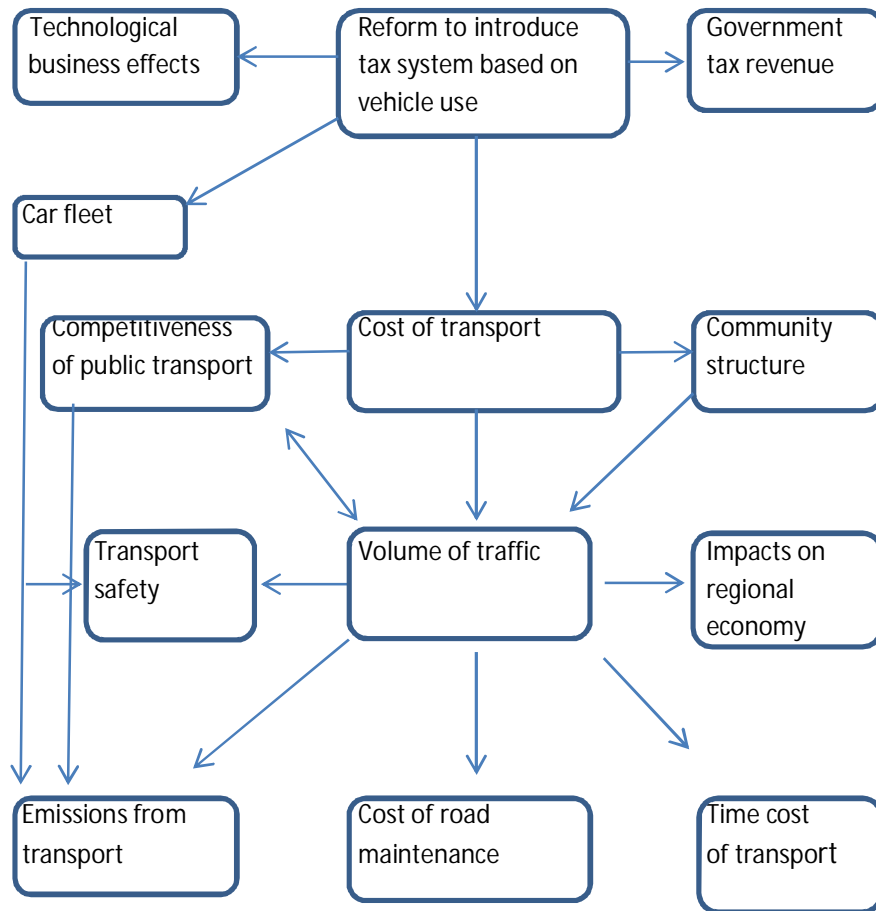 Technological
business effects
Reform to introduce
tax system based on
vehicle use
Government
tax revenue
Car fleet
Competitiveness
of public transport
Cost of transport
Community
structure
Transport
safety
Volume of traffic
Impacts on
regional
economy
Emissions from
transport
Cost of road
maintenance
Time cost
of transport